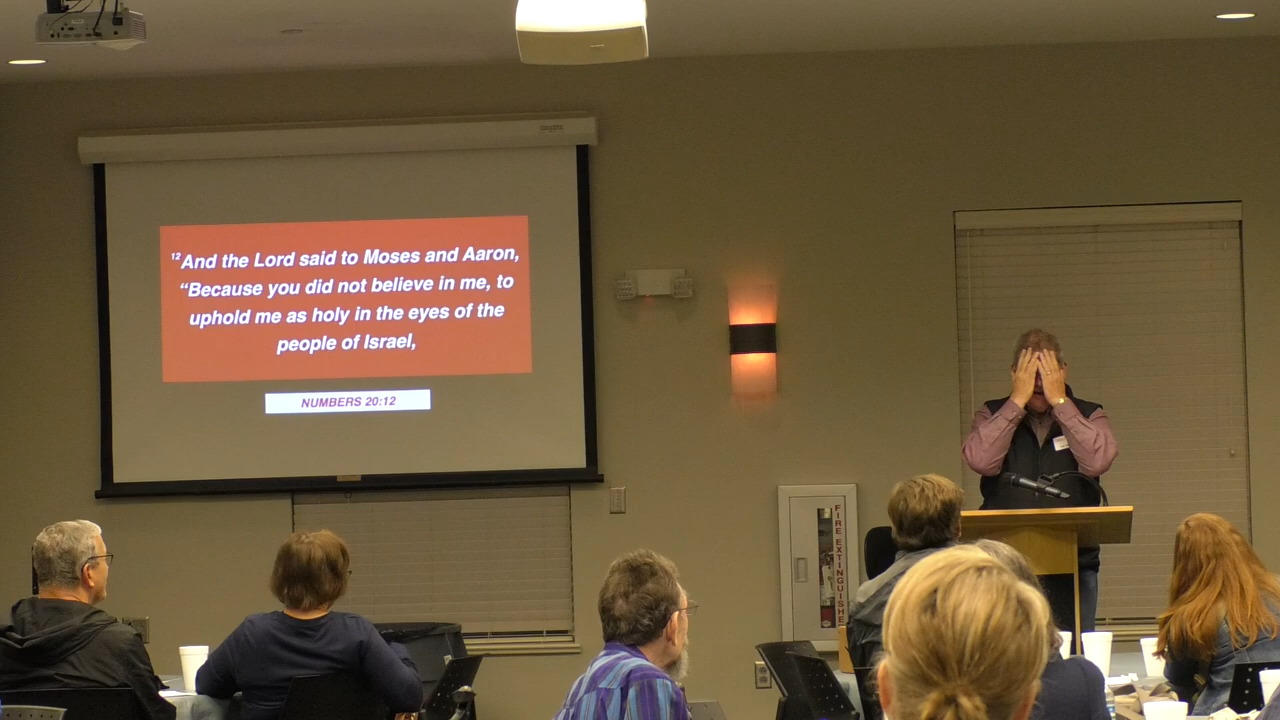 ¹²And the Lord said to Moses and Aaron,
“Because you did not believe in me, to
uphold me as holy in the eyes of the
people of Israel,
NUMBERS 20:12
FIRE EXTINGUISHE